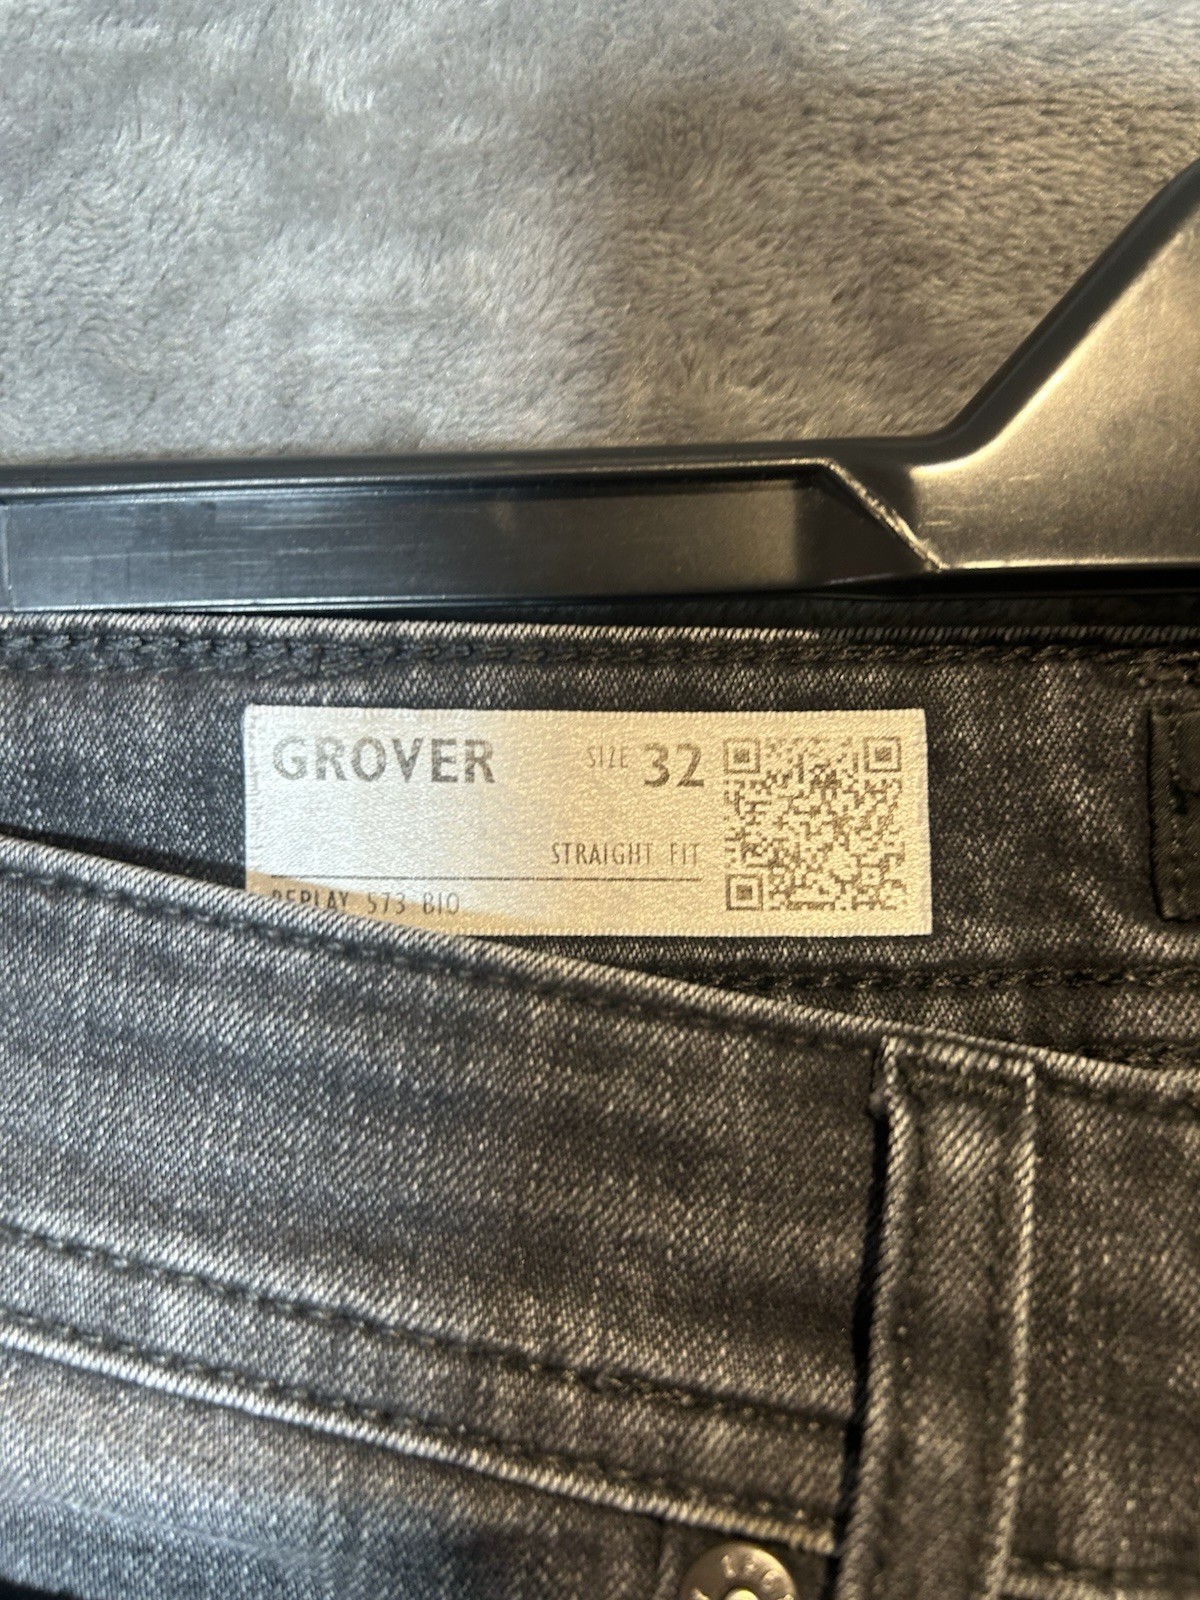 GROVER
SIZE 32
STRAIGHT FIT
REPLAY 573 BIO